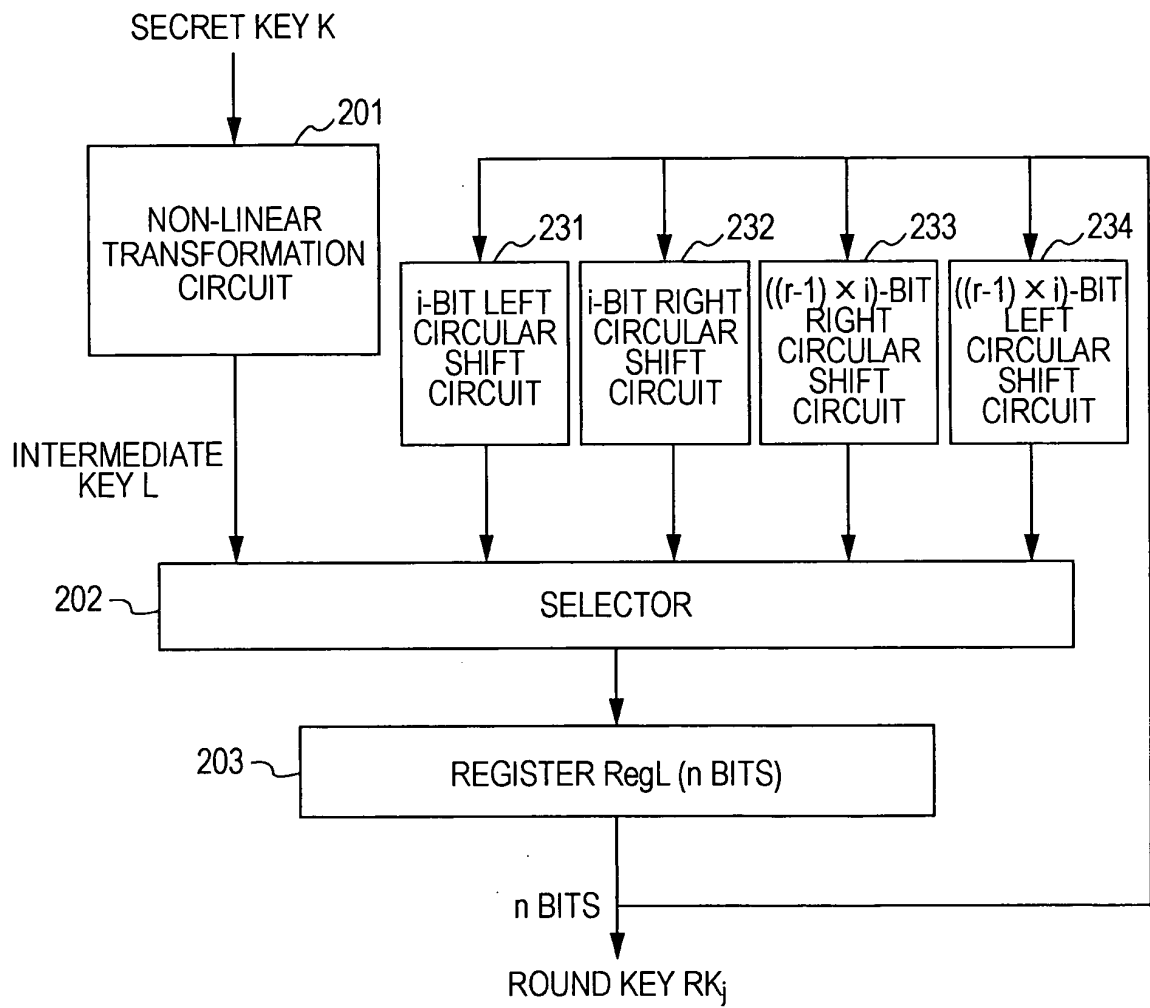 SECRET KEY K
201
NON-LINEAR
TRANSFORMATION
CIRCUIT
231
i-BIT LEFT
CIRCULAR
SHIFT
CIRCUIT
232
i-BIT RIGHT
CIRCULAR
SHIFT
CIRCUIT
233
((r-1) × i)-BIT
RIGHT
CIRCULAR
SHIFT
CIRCUIT
234
((r-1) × i)-BIT
LEFT
CIRCULAR
SHIFT
CIRCUIT
INTERMEDIATE
KEY L
202
SELECTOR
203
REGISTER RegL (n BITS)
n BITS
ROUND KEY RKj